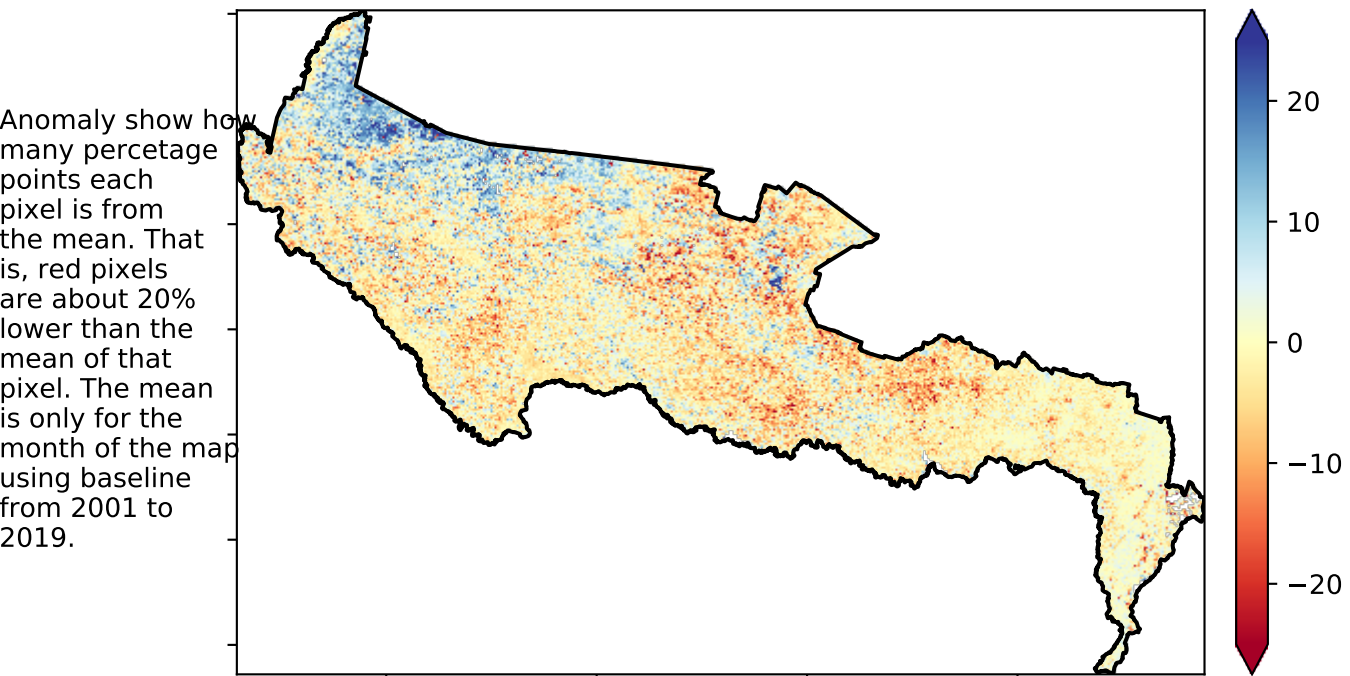 Anomaly show how
many percetage
points each
pixel is from
the mean. That
is, red pixels
are about 20%
lower than the
mean of that
pixel. The mean
is only for the
month of the map
using baseline
from 2001 to
2019.
20
10
0
−10
−20